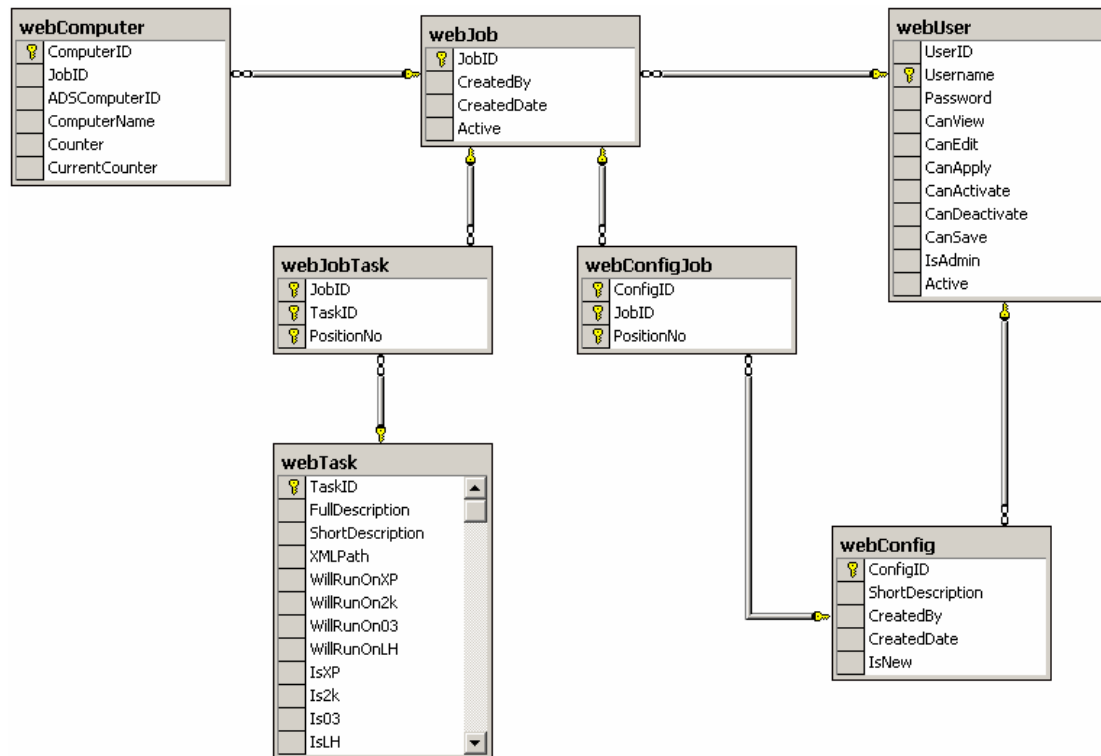 webComputer
ComputerID
JobID
ADSComputerID
ComputerName
Counter
CurrentCounter
webJob
JobID
CreatedBy
CreatedDate
Active
webUser
UserID
Username
Password
CanView
CanEdit
CanApply
CanActivate
CanDeactivate
CanSave
IsAdmin
Active
webJobTask
JobID
TaskID
PositionNo
webConfigJob
ConfigID
JobID
PositionNo
webTask
TaskID
FullDescription
ShortDescription
XMLPath
WillRunOnXP
WillRunOn2k
WillRunOn03
WillRunOnLH
IsXP
Is2k
Is03
IsLH
webConfig
ConfigID
ShortDescription
CreatedBy
CreatedDate
IsNew